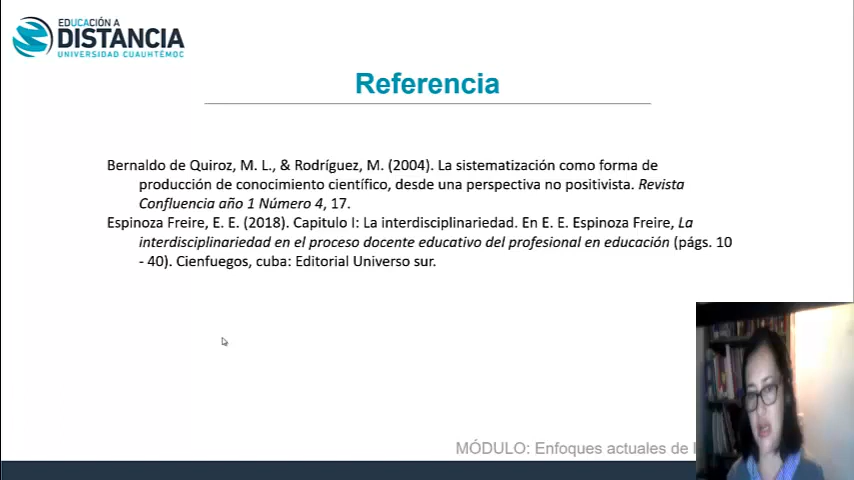 EDUCACIÓN A
DISTANCIA
UNIVERSIDAD CUAUHTÉMOC
Referencia
Bernaldo de Quiroz, M. L., & Rodríguez, M. (2004). La sistematización como forma de
producción de conocimiento científico, desde una perspectiva no positivista. Revista
Confluencia año 1 Número 4, 17.
Espinoza Freire, E. E. (2018). Capitulo I: La interdisciplinariedad. En E. E. Espinoza Freire, La
interdisciplinariedad en el proceso docente educativo del profesional en educación (págs. 10
- 40). Cienfuegos, cuba: Editorial Universo sur.
MÓDULO: Enfoques actuales de